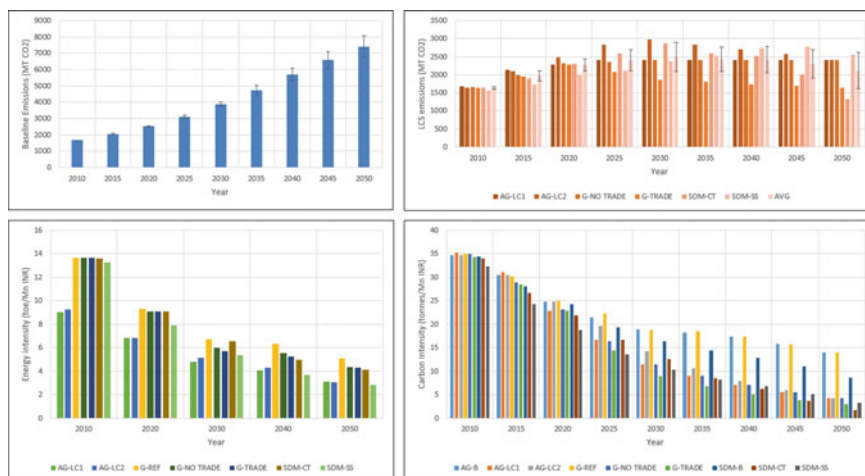 Baseline Emissions (MT CO2)
9000
8000
7000
6000
5000
4000
3000
2000
1000
0
2010 2015 2020 2025 2030 2035 2040 2045 2050
Year
LCS emissions (MT CO2)
3500
3000
2500
2000
1500
1000
500
0
2010 2015 2020 2025 2030 2035 2040 2045 2050
Year
AG-LC1 AG-LC2 G-NO TRADE G-TRADE SDM-CT SDM-SS AVG
Energy Intensity (toe/Mn INR)
16
14
12
10
8
6
4
2
0
2010 2020 2030 2040 2050
Year
AG-LC1 AG-LC2 G-REF G-NO TRADE G-TRADE SDM-CT SDM-SS
Carbon Intensity (tonnes/Mn INR)
40
35
30
25
20
15
10
5
0
2010 2015 2020 2025 2030 2035 2040 2045 2050
Year
AG-B AG-LC1 AG-LC2 G-REF G-NO TRADE G-TRADE SDM-B SDM-CT SDM-SS